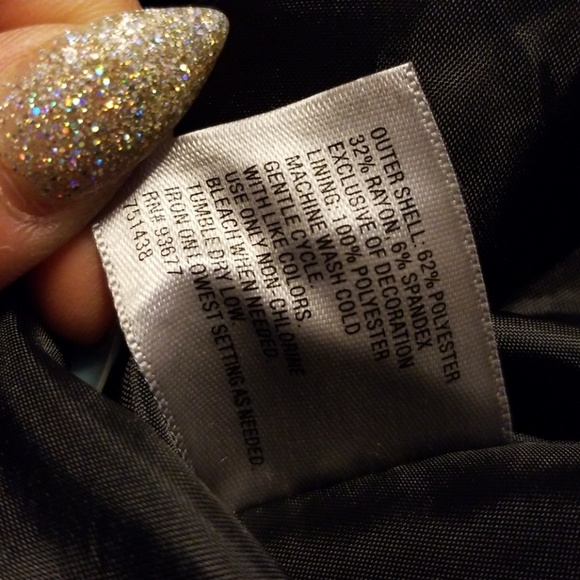 OUTER SHELL: 62% POLYESTER
32% RAYON, 6% SPANDEX
EXCLUSIVE OF DECORATION
LINING: 100% POLYESTER
MACHINE WASH COLD
GENTLE CYCLE.
WITH LIKE COLORS.
USE ONLY NON-CHLORINE
BLEACH WHEN NEEDED.
TUMBLE DRY LOW.
IRON ON LOWEST SETTING AS NEEDED.
RN# 93677
751438